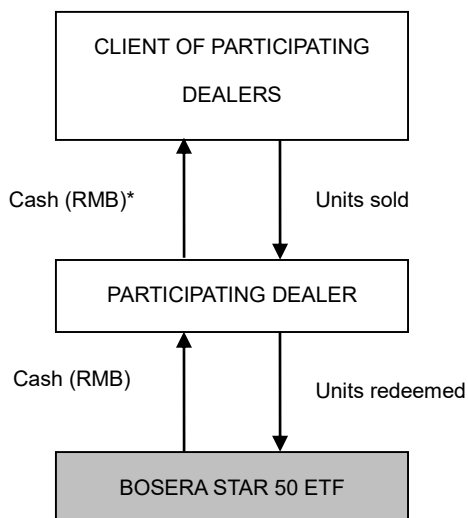 CLIENT OF PARTICIPATING
DEALERS
Cash (RMB)*
Units sold
PARTICIPATING DEALER
Cash (RMB)
Units redeemed
BOSERA STAR 50 ETF